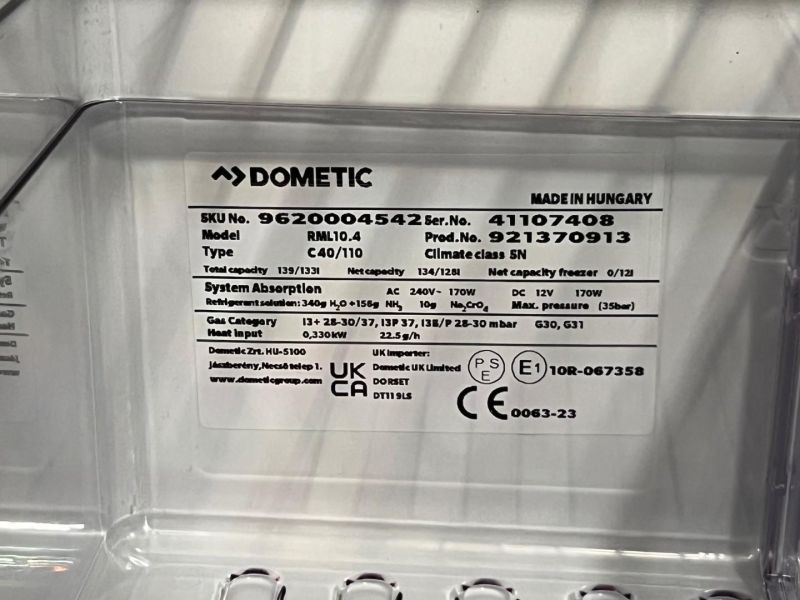 DOMETIC
MADE IN HUNGARY
SKU No. 9620004542 Ser.No. 41107408
Model RML10.4 Prod.No. 921370913
Type C40/110 Climate class SN
Total capacity 139/133l Net capacity 134/128l Net capacity freezer 0/12l
System Absorption AC 240V~ 170W DC 12V 170W
Refrigerant solution: 340g H₂O +156g NH₃ 10g Na₂CrO₄ Max. pressure (35bar)
Gas Category I3+ 28-30/37, I3P 37, I3B/P 28-30 mbar G30, G31
Heat input 0,330kW 22.5g/h
Dometic Zrt. HU-5100
Jászberény, Necsó telep 1.
www.dometicgroup.com
UK
CA
UK Importer:
Dometic UK Limited
DORSET
DT11 9LS
PSE
E1 10R-067358
CE 0063-23